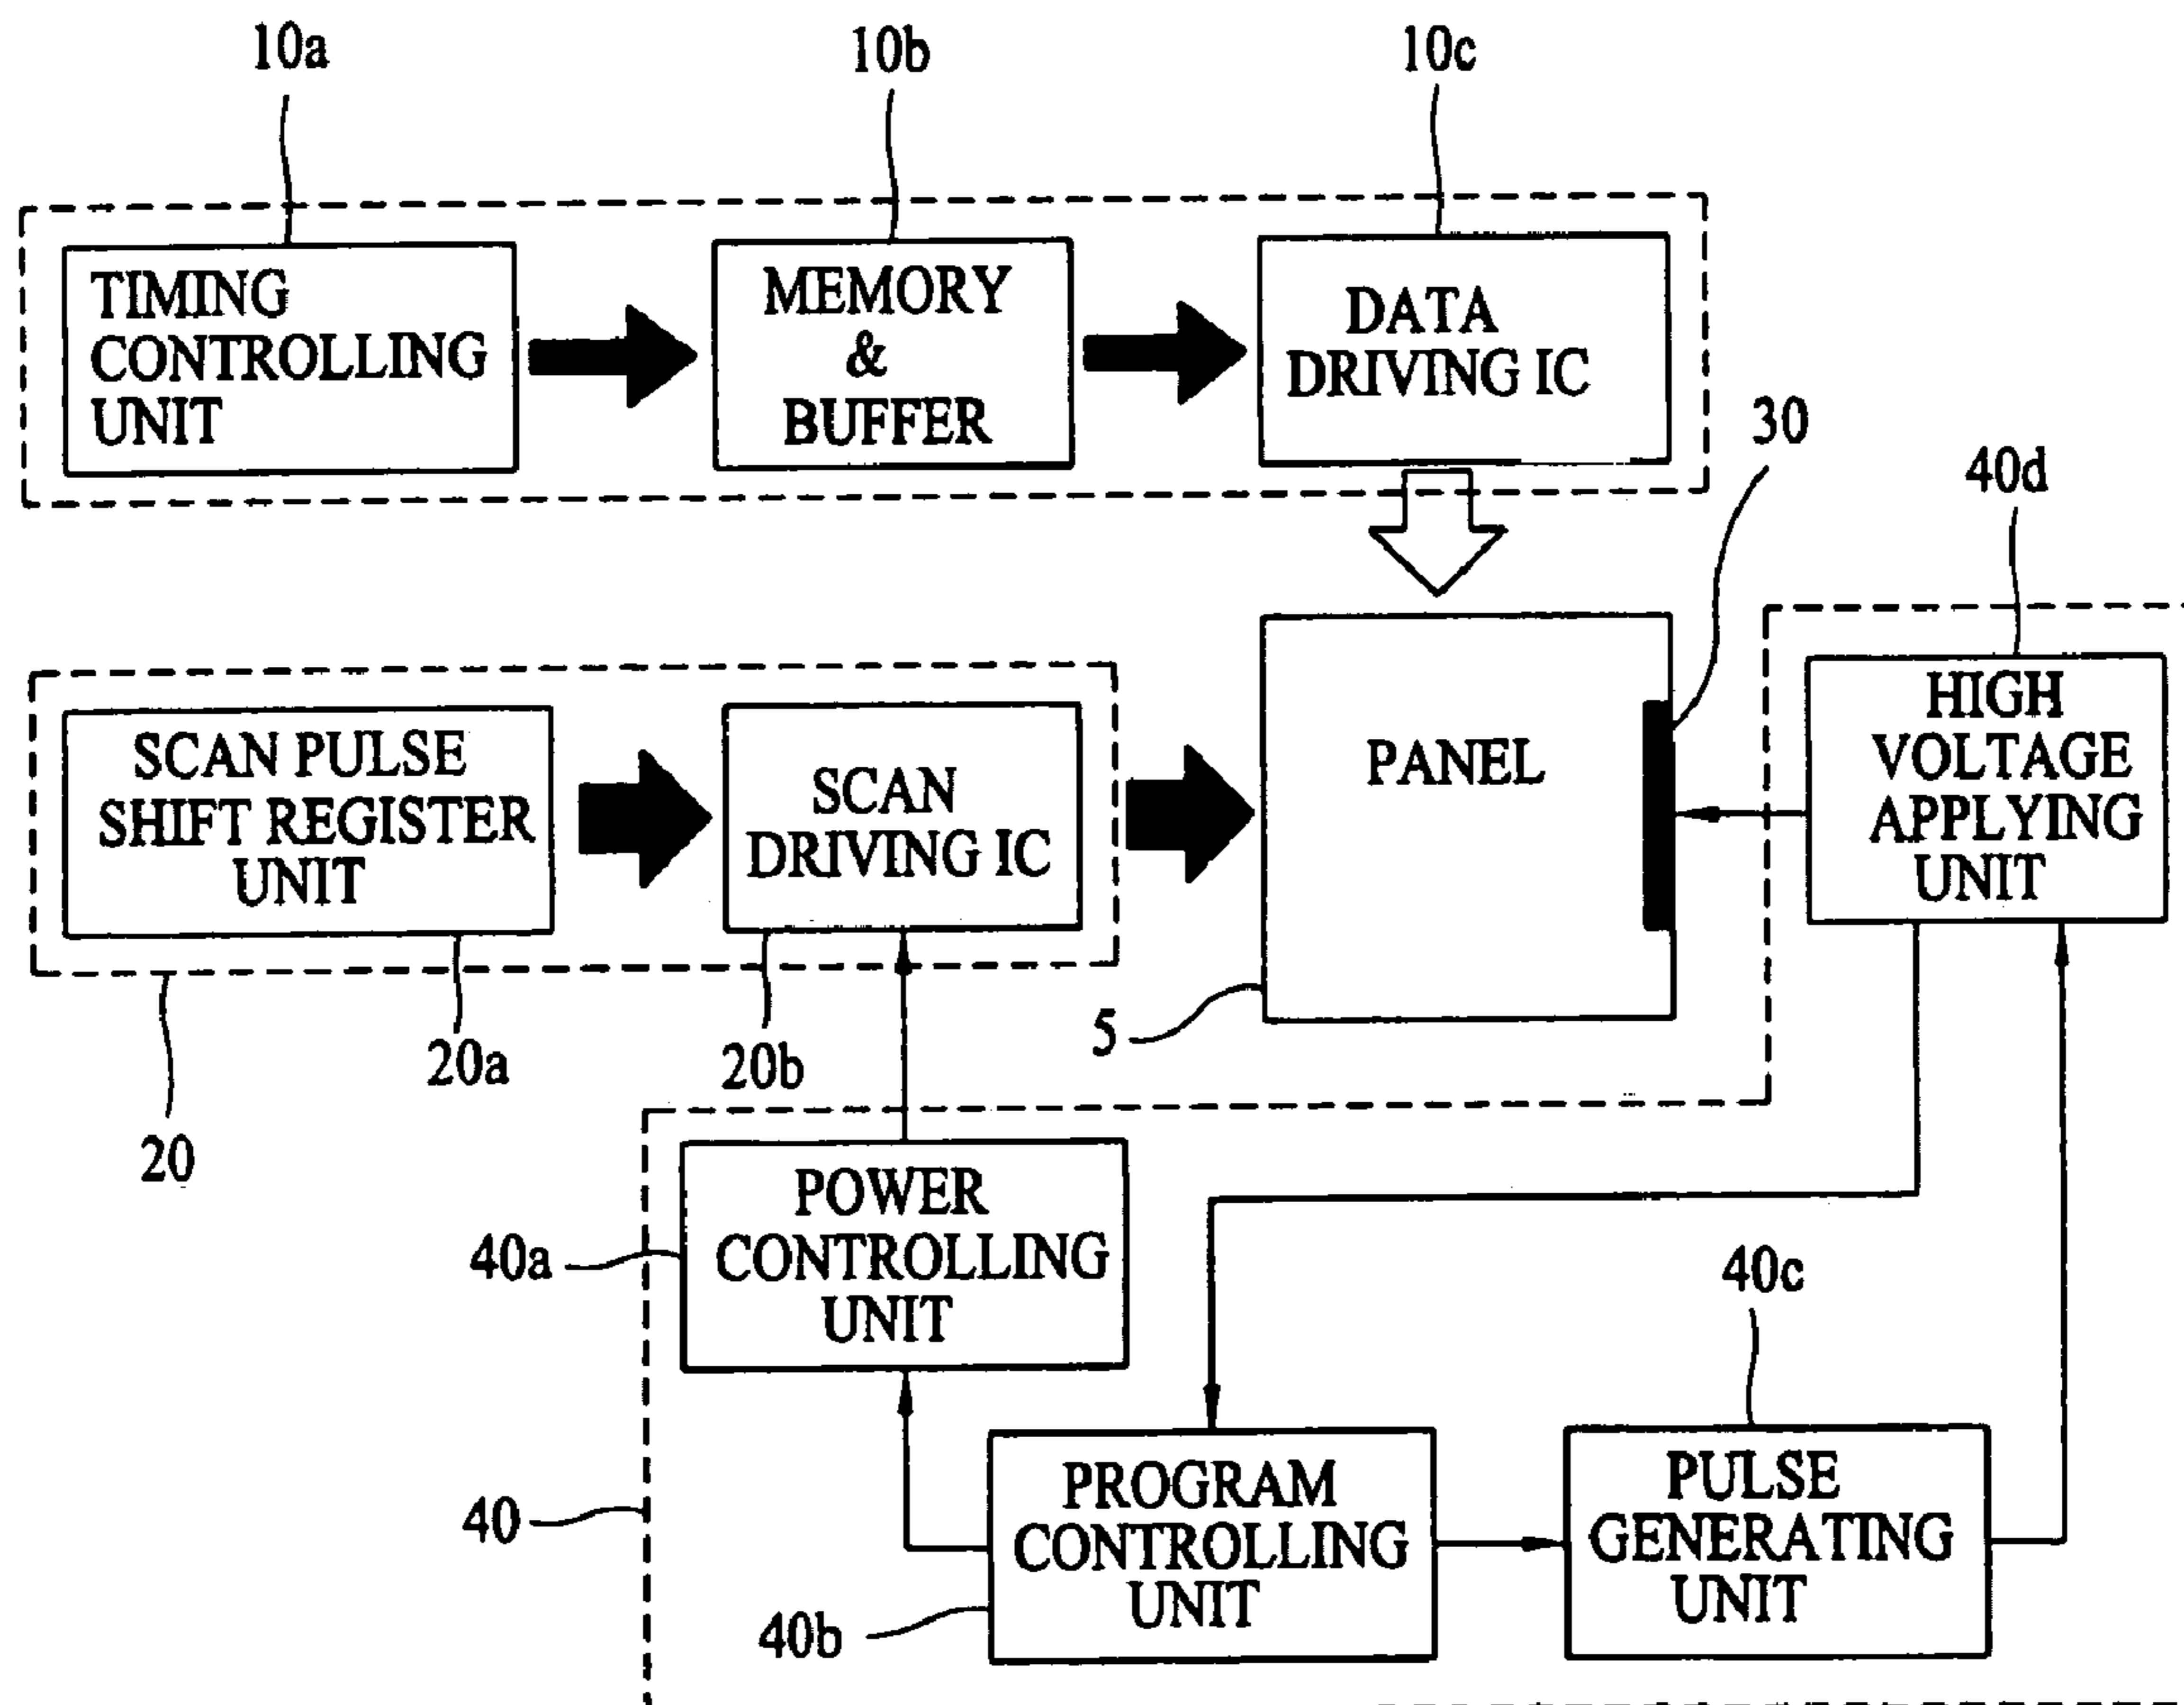 10a
10b
10c
TIMING
CONTROLLING
UNIT
MEMORY
&
BUFFER
DATA
DRIVING IC
30
40d
SCAN PULSE
SHIFT REGISTER
UNIT
SCAN
DRIVING IC
PANEL
HIGH
VOLTAGE
APPLYING
UNIT
20a
20b
5
20
POWER
CONTROLLING
UNIT
40a
40c
40
PROGRAM
CONTROLLING
UNIT
PULSE
GENERATING
UNIT
40b